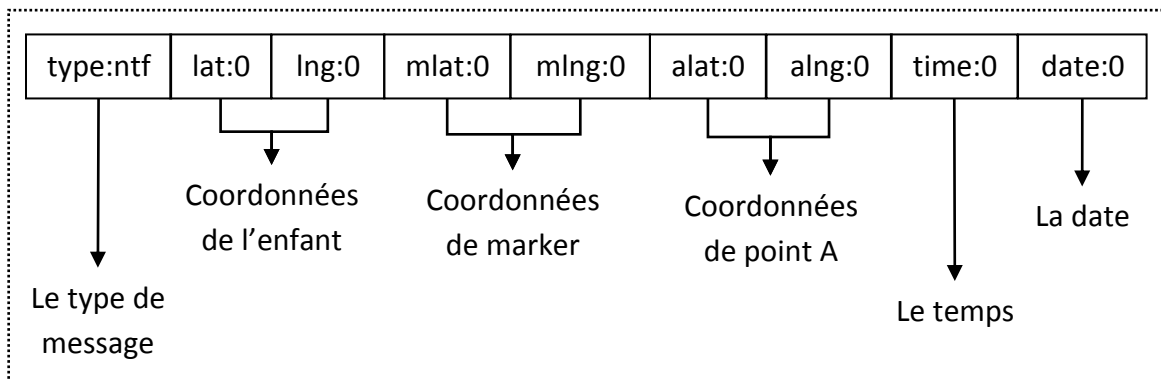 type:ntf lat:0 lng:0 mlat:0 mlng:0 alat:0 alng:0 time:0 date:0
Coordonnées
de l’enfant
Coordonnées
de marker
Coordonnées
de point A
La date
Le type de
message
Le temps